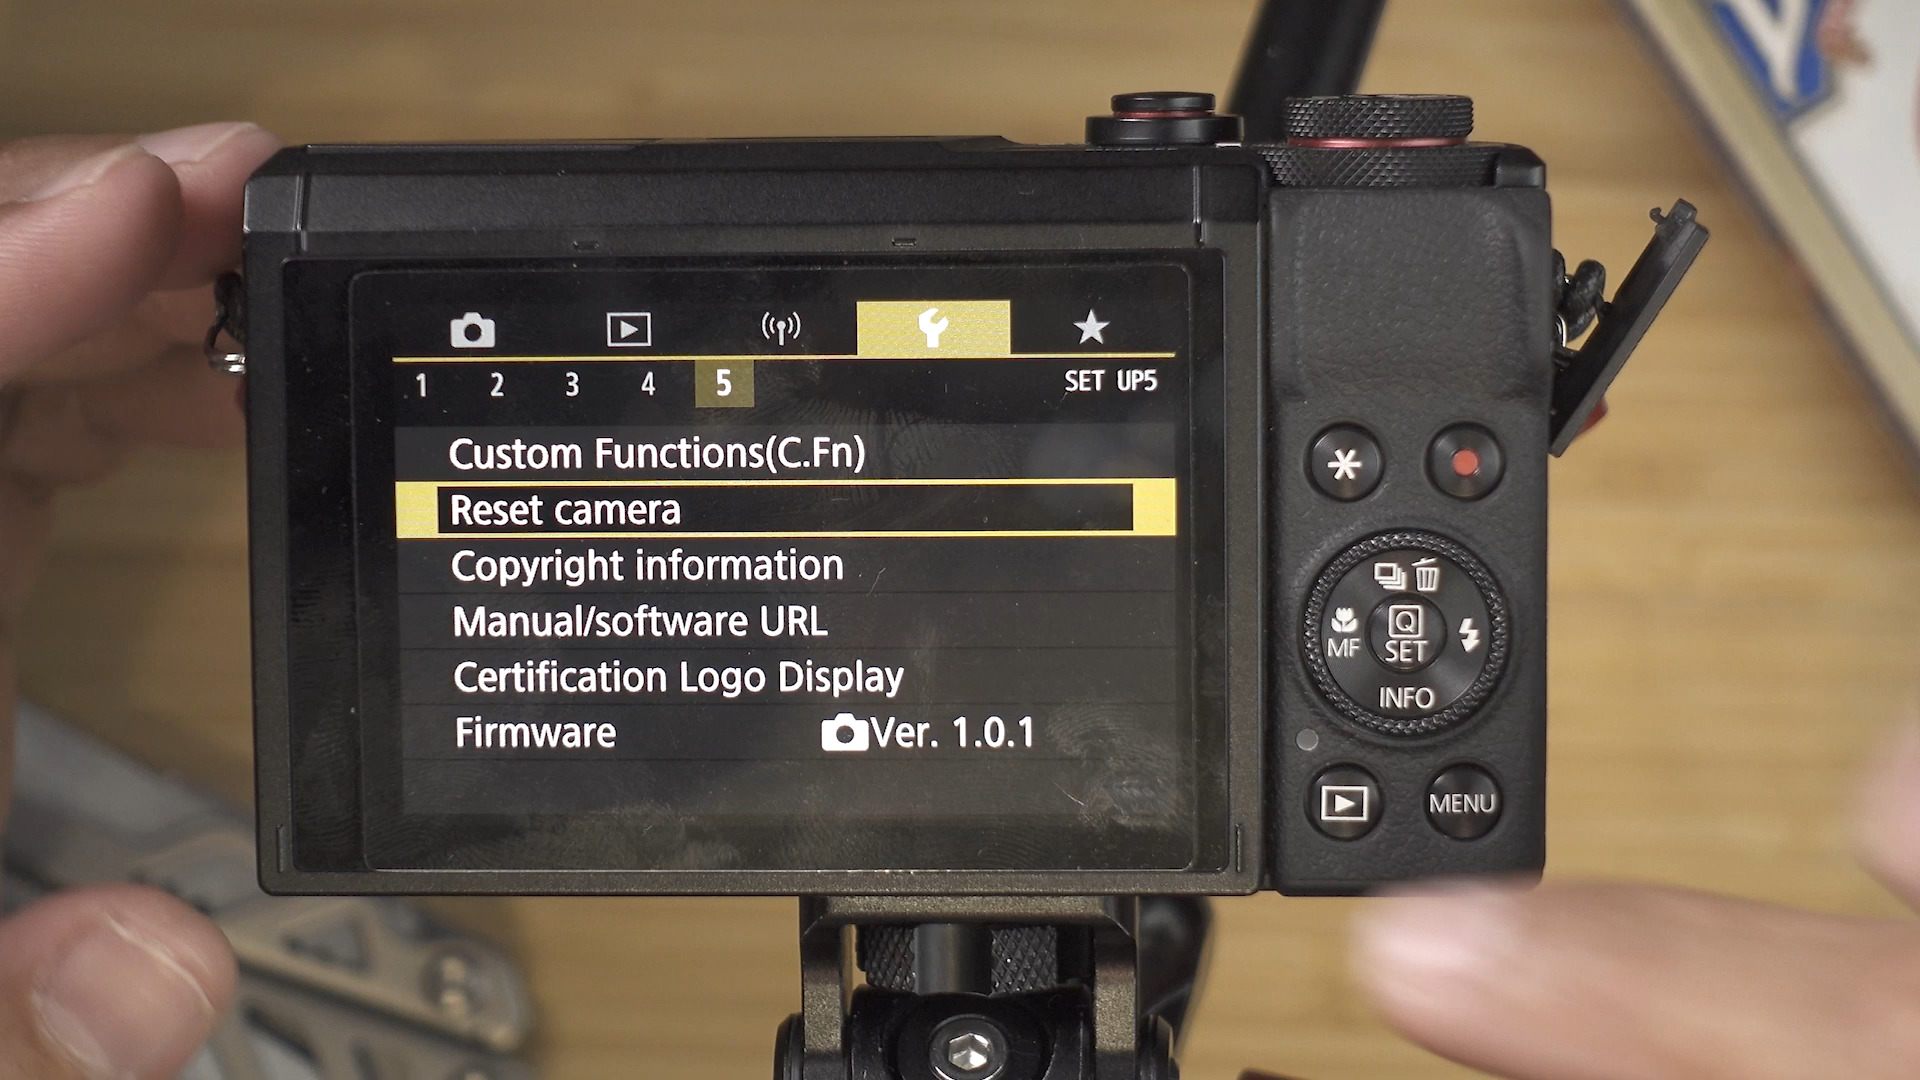 1 2 3 4 5 SET UP5
Custom Functions(C.Fn)
Reset camera
Copyright information
Manual/software URL
Certification Logo Display
Firmware Ver. 1.0.1
MF
Q
SET
INFO
MENU